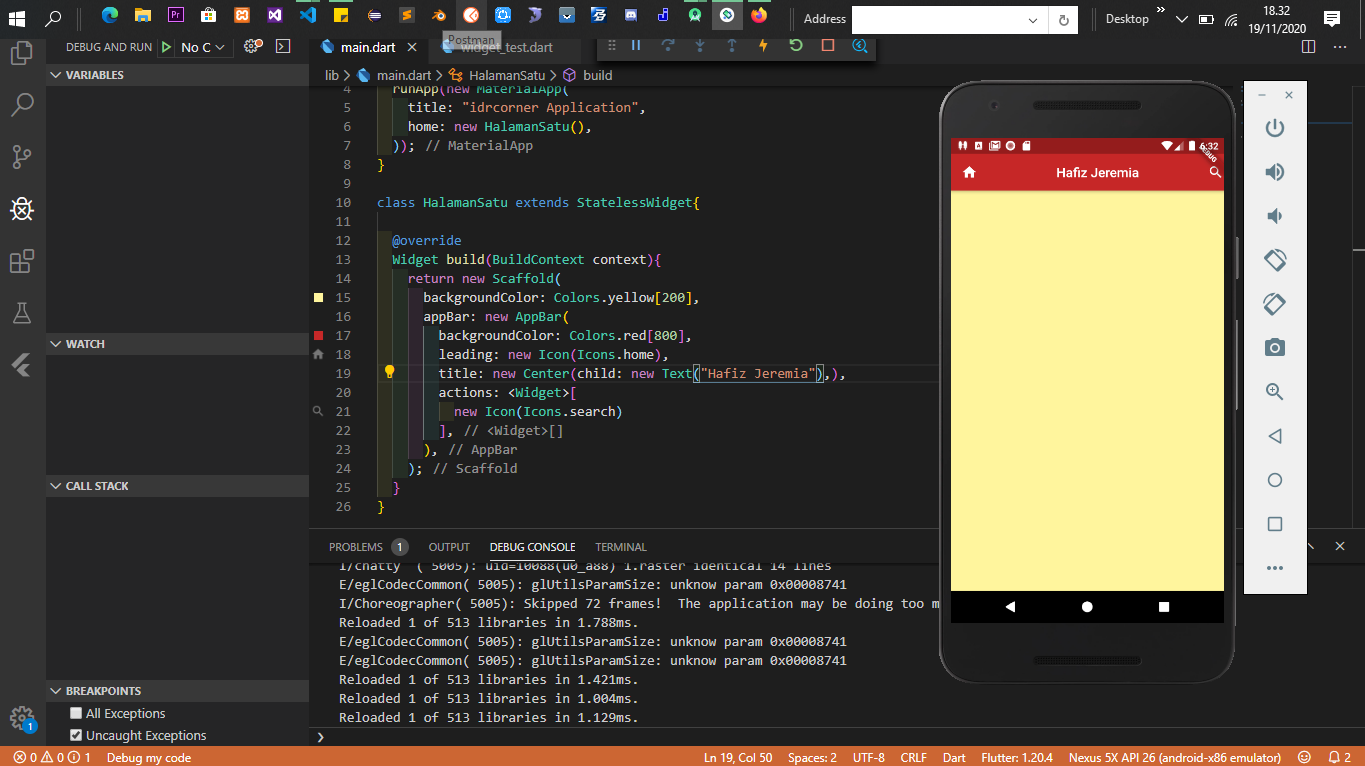 Address
Desktop
18.32
19/11/2020
Postman
DEBUG AND RUN
No C
main.dart
widget_test.dart
VARIABLES
lib > main.dart > HalamanSatu > build
4 runApp(new MaterialApp(
5 title: "idrcorner Application",
6 home: new HalamanSatu(),
7 )); // MaterialApp
8 }
9
10 class HalamanSatu extends StatelessWidget{
11
12 @override
13 Widget build(BuildContext context){
14 return new Scaffold(
15 backgroundColor: Colors.yellow[200],
16 appBar: new AppBar(
17 backgroundColor: Colors.red[800],
18 leading: new Icon(Icons.home),
19 title: new Center(child: new Text("Hafiz Jeremia"),),
20 actions: <Widget>[
21 new Icon(Icons.search)
22 ], // <Widget>[]
23 ), // AppBar
24 ); // Scaffold
25 }
26 }
WATCH
CALL STACK
BREAKPOINTS
All Exceptions
Uncaught Exceptions
PROBLEMS 1 OUTPUT DEBUG CONSOLE TERMINAL
I/chatty ( 5005): uid=10088(u0_a88) 1.raster identical 14 lines
E/eglCodecCommon( 5005): glUtilsParamSize: unknow param 0x00008741
I/Choreographer( 5005): Skipped 72 frames! The application may be doing too m
Reloaded 1 of 513 libraries in 1.788ms.
E/eglCodecCommon( 5005): glUtilsParamSize: unknow param 0x00008741
E/eglCodecCommon( 5005): glUtilsParamSize: unknow param 0x00008741
Reloaded 1 of 513 libraries in 1.421ms.
Reloaded 1 of 513 libraries in 1.004ms.
Reloaded 1 of 513 libraries in 1.129ms.
6:32
Hafiz Jeremia
1
0 0 1 Debug my code
Ln 19, Col 50 Spaces: 2 UTF-8 CRLF Dart Flutter: 1.20.4 Nexus 5X API 26 (android-x86 emulator) 2